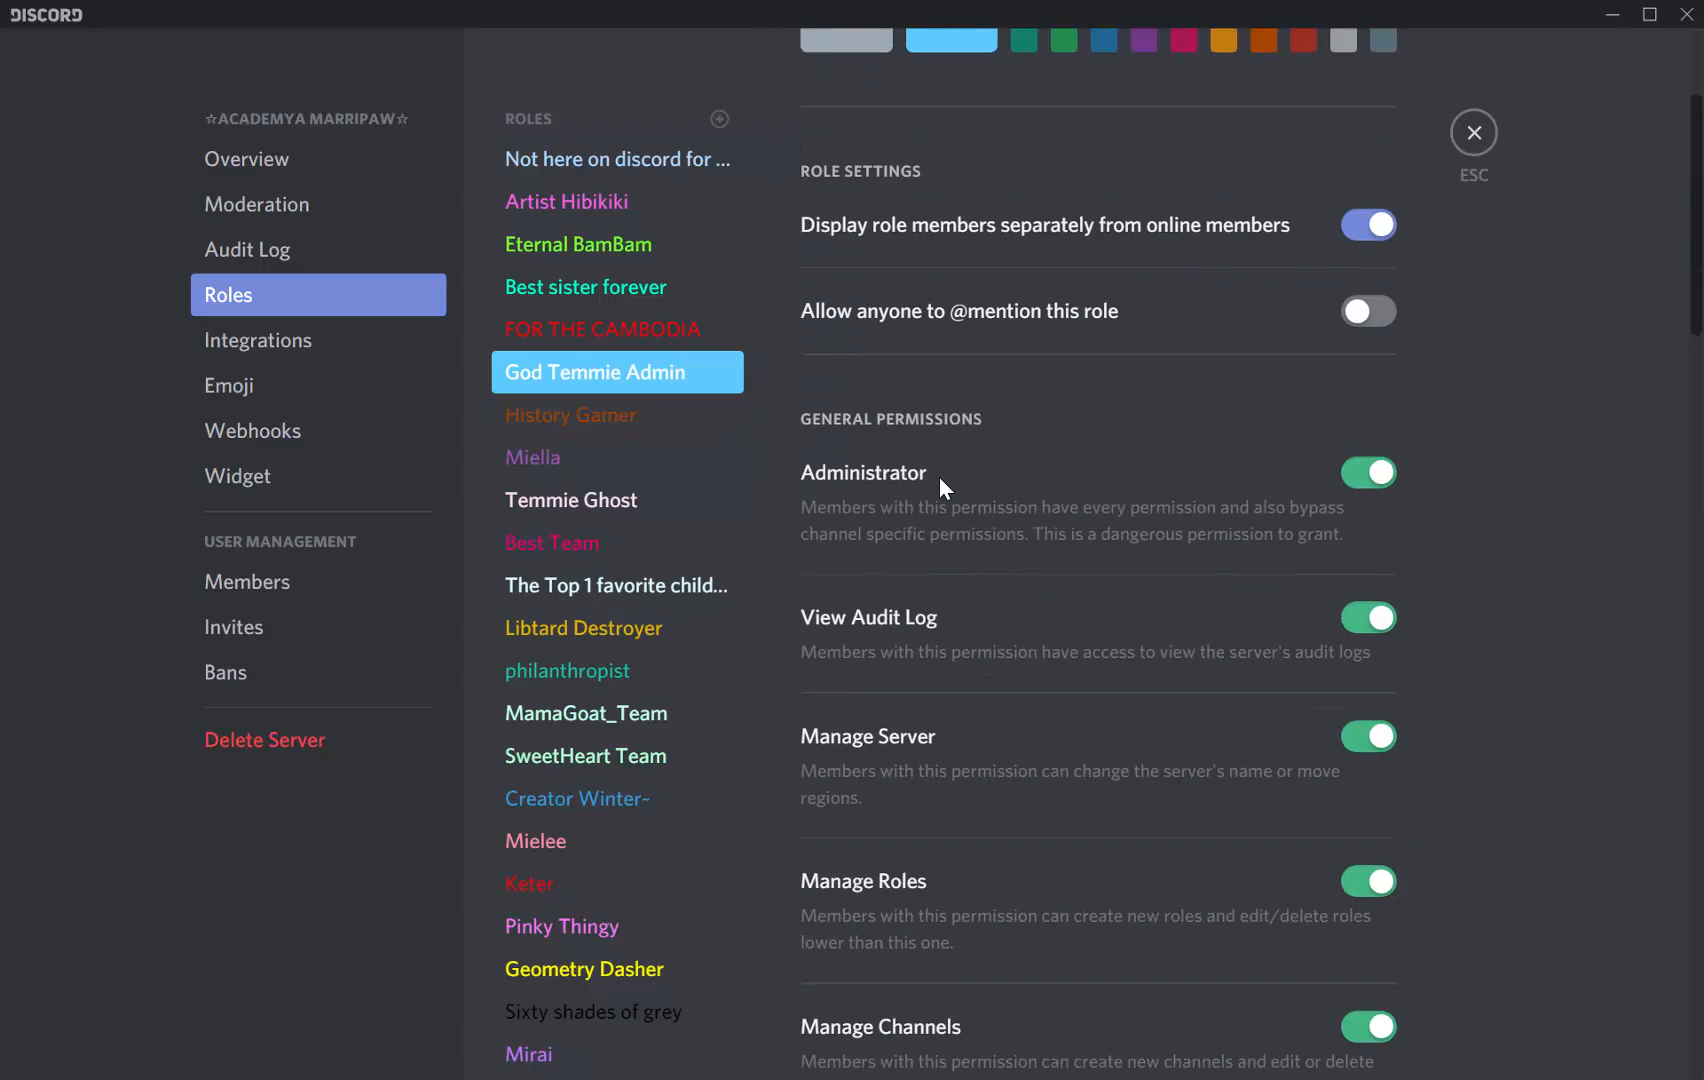 DISCORD
☆ACADEMYA MARRIPAW☆
Overview
Moderation
Audit Log
Roles
Integrations
Emoji
Webhooks
Widget
USER MANAGEMENT
Members
Invites
Bans
Delete Server
ROLES
Not here on discord for ...
Artist Hibikiki
Eternal BamBam
Best sister forever
FOR THE CAMBODIA
God Temmie Admin
History Gamer
Miella
Temmie Ghost
Best Team
The Top 1 favorite child...
Libtard Destroyer
philanthropist
MamaGoat_Team
SweetHeart Team
Creator Winter~
Mielee
Keter
Pinky Thingy
Geometry Dasher
Sixty shades of grey
Mirai
ROLE SETTINGS
Display role members separately from online members
Allow anyone to @mention this role
GENERAL PERMISSIONS
Administrator
Members with this permission have every permission and also bypass
channel specific permissions. This is a dangerous permission to grant.
View Audit Log
Members with this permission have access to view the server's audit logs
Manage Server
Members with this permission can change the server's name or move
regions.
Manage Roles
Members with this permission can create new roles and edit/delete roles
lower than this one.
Manage Channels
Members with this permission can create new channels and edit or delete
ESC